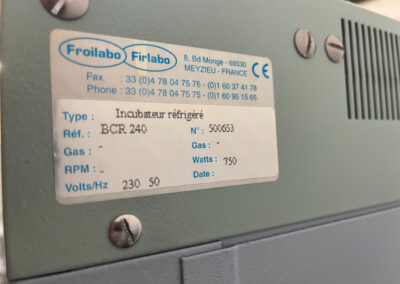 Froilabo Firlabo
8, Bd Monge - 69330
MEYZIEU - FRANCE CE
Fax : 33 (0)4 78 04 75 76 - (0)1 60 37 41 78
Phone : 33 (0)4 78 04 75 75 - (0)1 60 95 15 65
Type : Incubateur réfrigéré
Réf. : BCR 240 N° : 500653
Gas : - Gas : -
RPM : - Watts : 750
Volts/Hz 230 50 Date :